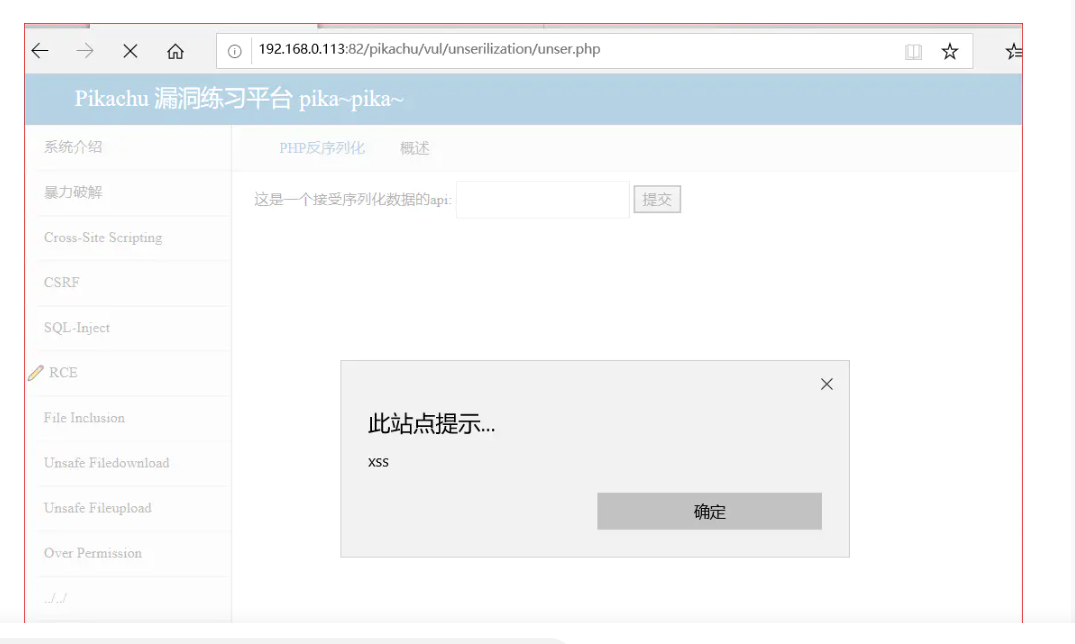 192.168.0.113:82/pikachu/vul/unserilization/unser.php
Pikachu 漏洞练习平台 pika~pika~
系统介绍
暴力破解
Cross-Site Scripting
CSRF
SQL-Inject
RCE
File Inclusion
Unsafe Filedownload
Unsafe Fileupload
Over Permission
../../
PHP反序列化 概述
这是一个接受序列化数据的api: 提交
此站点提示...
xss
确定